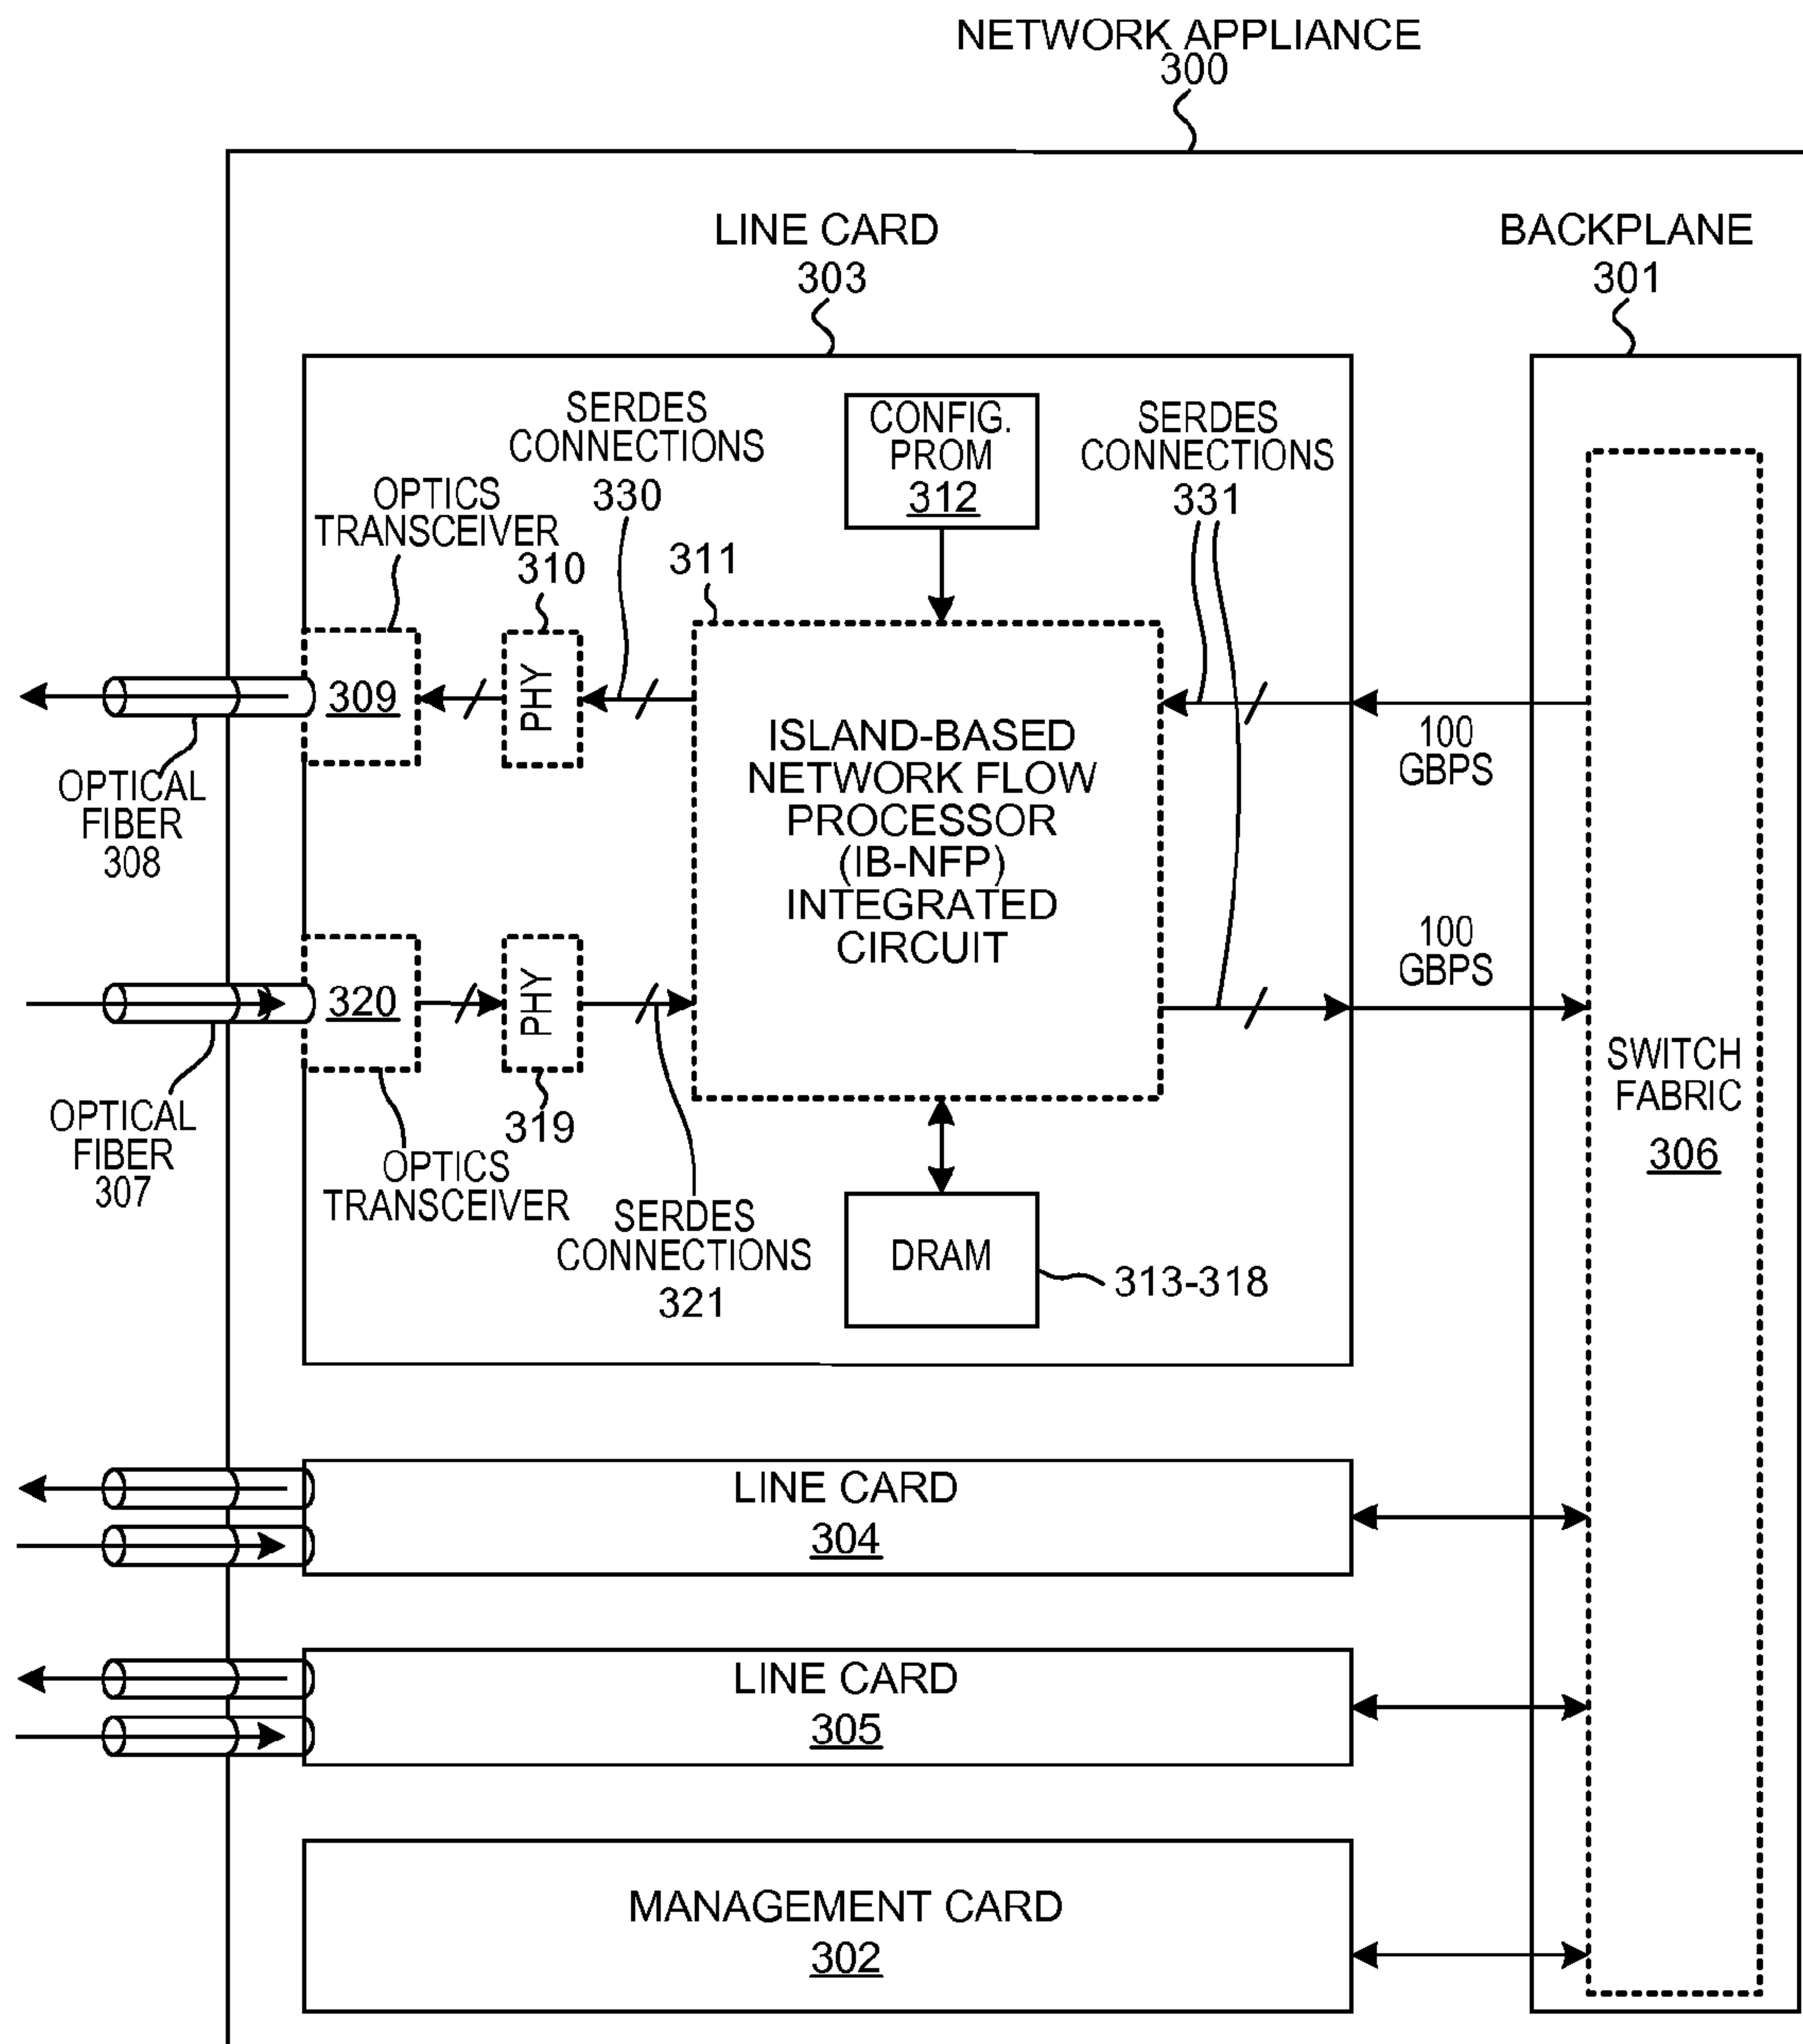 NETWORK APPLIANCE
300
LINE CARD
303
BACKPLANE
301
SERDES
CONNECTIONS
330
CONFIG.
PROM
312
SERDES
CONNECTIONS
331
OPTICS
TRANSCEIVER
310
311
309
PHY
OPTICAL
FIBER
308
ISLAND-BASED
NETWORK FLOW
PROCESSOR
(IB-NFP)
INTEGRATED
CIRCUIT
100
GBPS
100
GBPS
320
PHY
319
OPTICAL
FIBER
307
OPTICS
TRANSCEIVER
SERDES
CONNECTIONS
321
DRAM
313-318
SWITCH
FABRIC
306
LINE CARD
304
LINE CARD
305
MANAGEMENT CARD
302